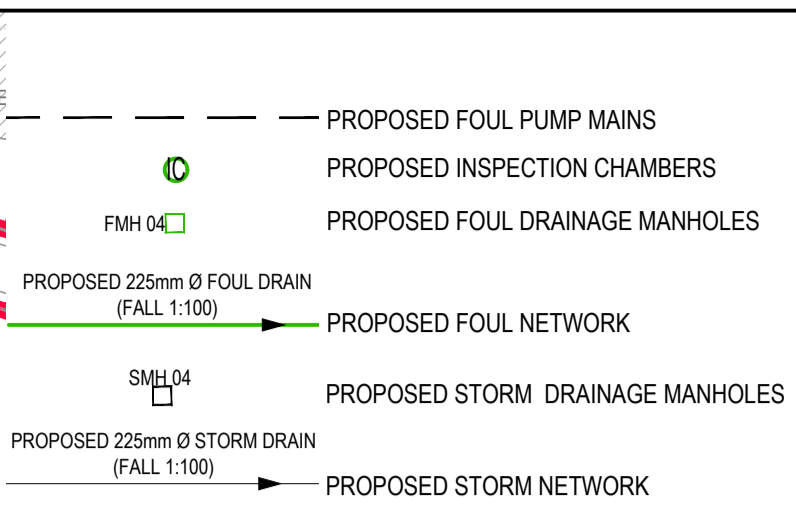 PROPOSED FOUL PUMP MAINS
IC
PROPOSED INSPECTION CHAMBERS
FMH 04
PROPOSED FOUL DRAINAGE MANHOLES
PROPOSED 225mm Ø FOUL DRAIN
(FALL 1:100)
PROPOSED FOUL NETWORK
SMH 04
PROPOSED STORM DRAINAGE MANHOLES
PROPOSED 225mm Ø STORM DRAIN
(FALL 1:100)
PROPOSED STORM NETWORK